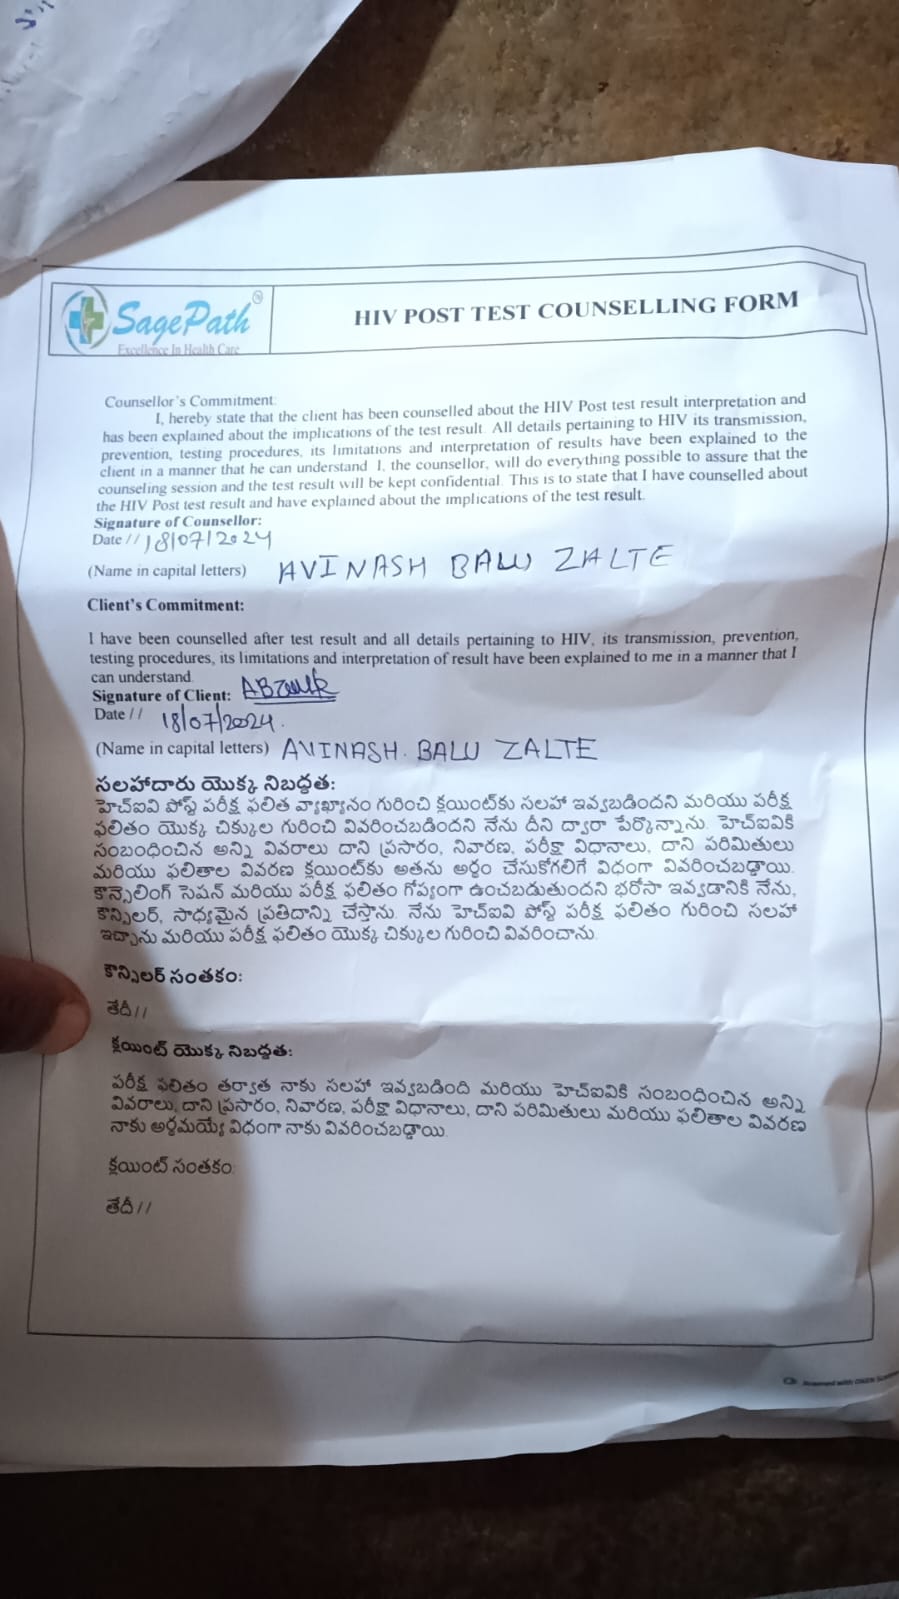 SagePath
Excellence In Health Care
HIV POST TEST COUNSELLING FORM
Counsellor's Commitment:
I, hereby state that the client has been counselled about the HIV Post test result interpretation and
has been explained about the implications of the test result. All details pertaining to HIV its transmission,
prevention, testing procedures, its limitations and interpretation of results have been explained to the
client in a manner that he can understand. I, the counsellor, will do everything possible to assure that the
counseling session and the test result will be kept confidential. This is to state that I have counselled about
the HIV Post test result and have explained about the implications of the test result.
Signature of Counsellor:
Date // 18/07/2024
(Name in capital letters) AVINASH BALU ZALTE
Client's Commitment:
I have been counselled after test result and all details pertaining to HIV, its transmission, prevention,
testing procedures, its limitations and interpretation of result have been explained to me in a manner that I
can understand.
Signature of Client:
Date // 18/07/2024.
(Name in capital letters) AVINASH. BALU ZALTE
సలహాదారు యొక్క నిబద్ధత:
హెచ్ఐవి పోస్ట్ పరీక్ష ఫలిత వ్యాఖ్యానం గురించి క్లయింట్‌కు సలహా ఇవ్వబడిందని మరియు పరీక్ష
ఫలితం యొక్క చిక్కుల గురించి వివరించబడిందని నేను దీని ద్వారా పేర్కొన్నాను. హెచ్ఐవికి
సంబంధించిన అన్ని వివరాలు దాని ప్రసారం, నివారణ, పరీక్షా విధానాలు, దాని పరిమితులు
మరియు ఫలితాల వివరణ క్లయింట్‌కు అతను అర్థం చేసుకోగలిగే విధంగా వివరించబడ్డాయి.
కౌన్సెలింగ్ సెషన్ మరియు పరీక్ష ఫలితం గోప్యంగా ఉంచబడుతుందని భరోసా ఇవ్వడానికి నేను,
కౌన్సిలర్, సాధ్యమైన ప్రతిదాన్ని చేస్తాను. నేను హెచ్ఐవి పోస్ట్ పరీక్ష ఫలితం గురించి సలహా
ఇచ్చాను మరియు పరీక్ష ఫలితం యొక్క చిక్కుల గురించి వివరించాను.
కౌన్సిలర్ సంతకం:
తేదీ//
క్లయింట్ యొక్క నిబద్ధత:
పరీక్ష ఫలితం తర్వాత నాకు సలహా ఇవ్వబడింది మరియు హెచ్ఐవికి సంబంధించిన అన్ని
వివరాలు, దాని ప్రసారం, నివారణ, పరీక్షా విధానాలు, దాని పరిమితులు మరియు ఫలితాల వివరణ
నాకు అర్థమయ్యే విధంగా నాకు వివరించబడ్డాయి.
క్లయింట్ సంతకం:
తేదీ//